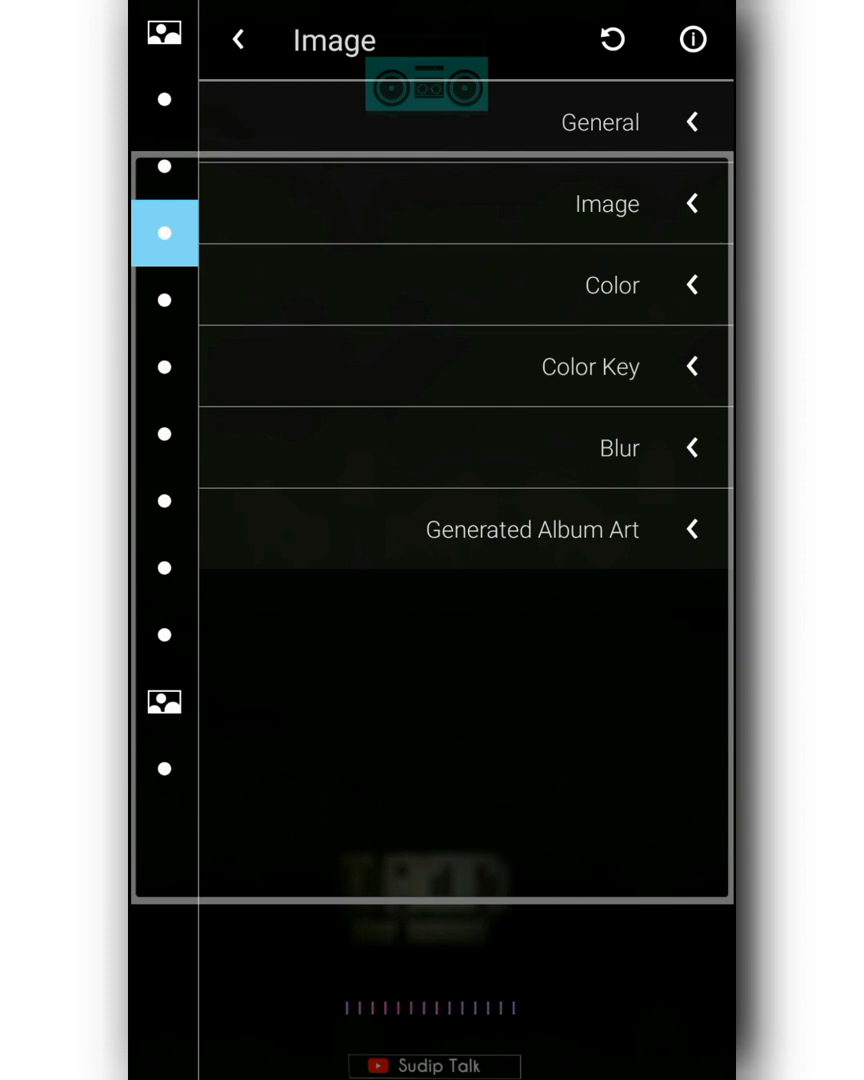 Image
General
Image
Color
Color Key
Blur
Generated Album Art
Sudip Talk